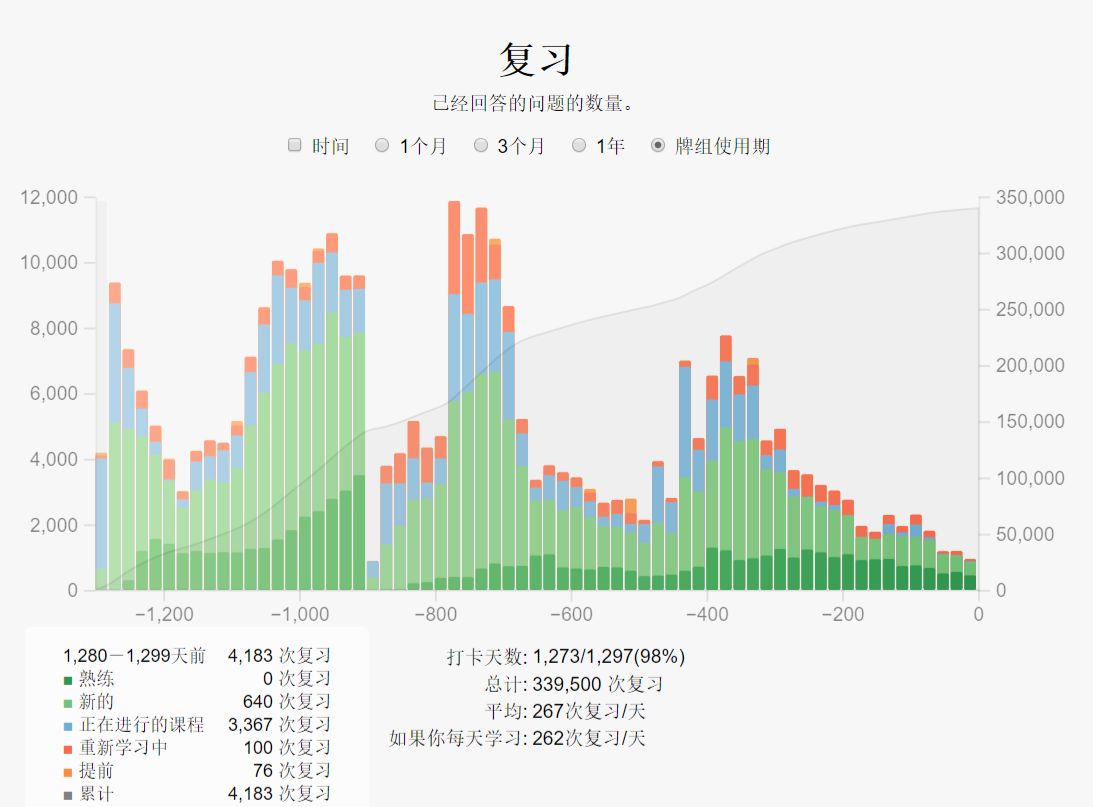 复习
已经回答的问题的数量。
时间 1个月 3个月 1年 牌组使用期
12,000 350,000
10,000 300,000
250,000
8,000
200,000
6,000
150,000
4,000
100,000
2,000
50,000
0 0
−1,200 −1,000 −800 −600 −400 −200 0
1,280－1,299天前 4,183 次复习
熟练 0 次复习
新的 640 次复习
正在进行的课程 3,367 次复习
重新学习中 100 次复习
提前 76 次复习
累计 4,183 次复习
打卡天数: 1,273/1,297(98%)
总计: 339,500 次复习
平均: 267次复习/天
如果你每天学习: 262次复习/天